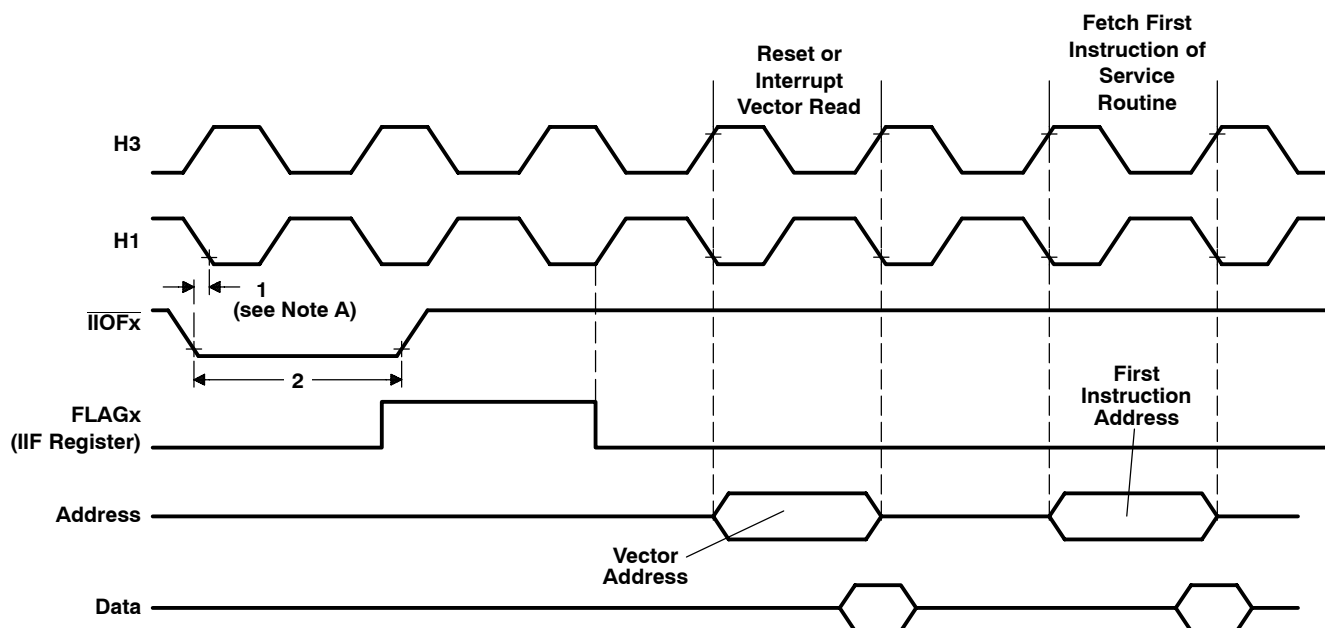 Fetch First
Instruction of
Service
Routine
Reset or
Interrupt
Vector Read
H3
H1
1
(see Note A)
IIOFx
2
FLAGx
(IIF Register)
First
Instruction
Address
Address
Vector
Address
Data